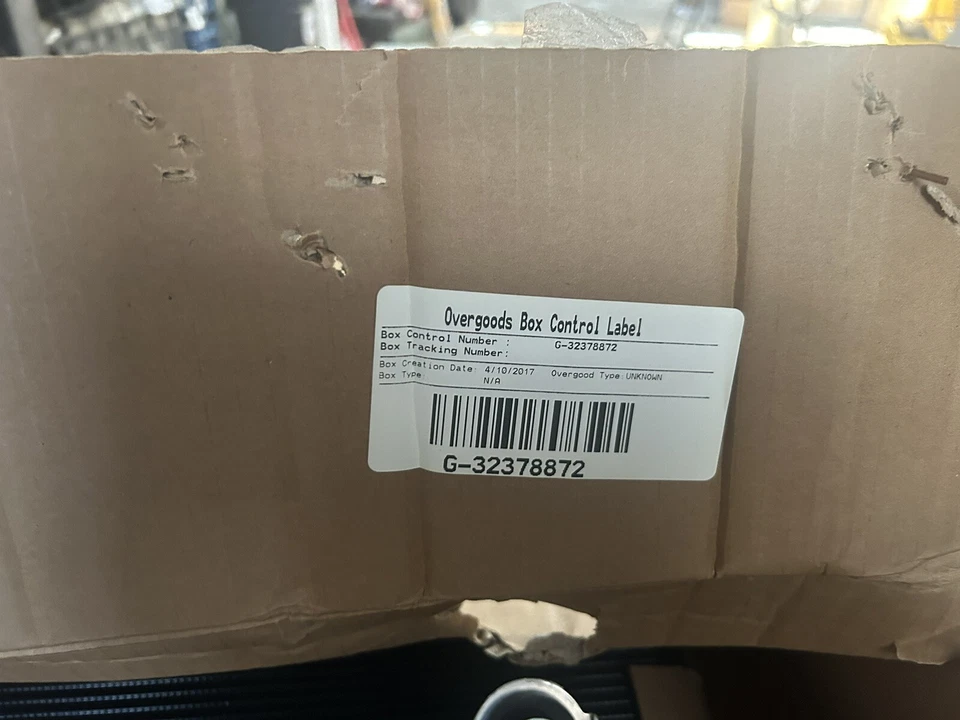 Overgoods Box Control Label
Box Control Number : G-32378872
Box Tracking Number:
Box Creation Date: 4/10/2017 Overgood Type:UNKNOWN
Box Type: N/A
G-32378872